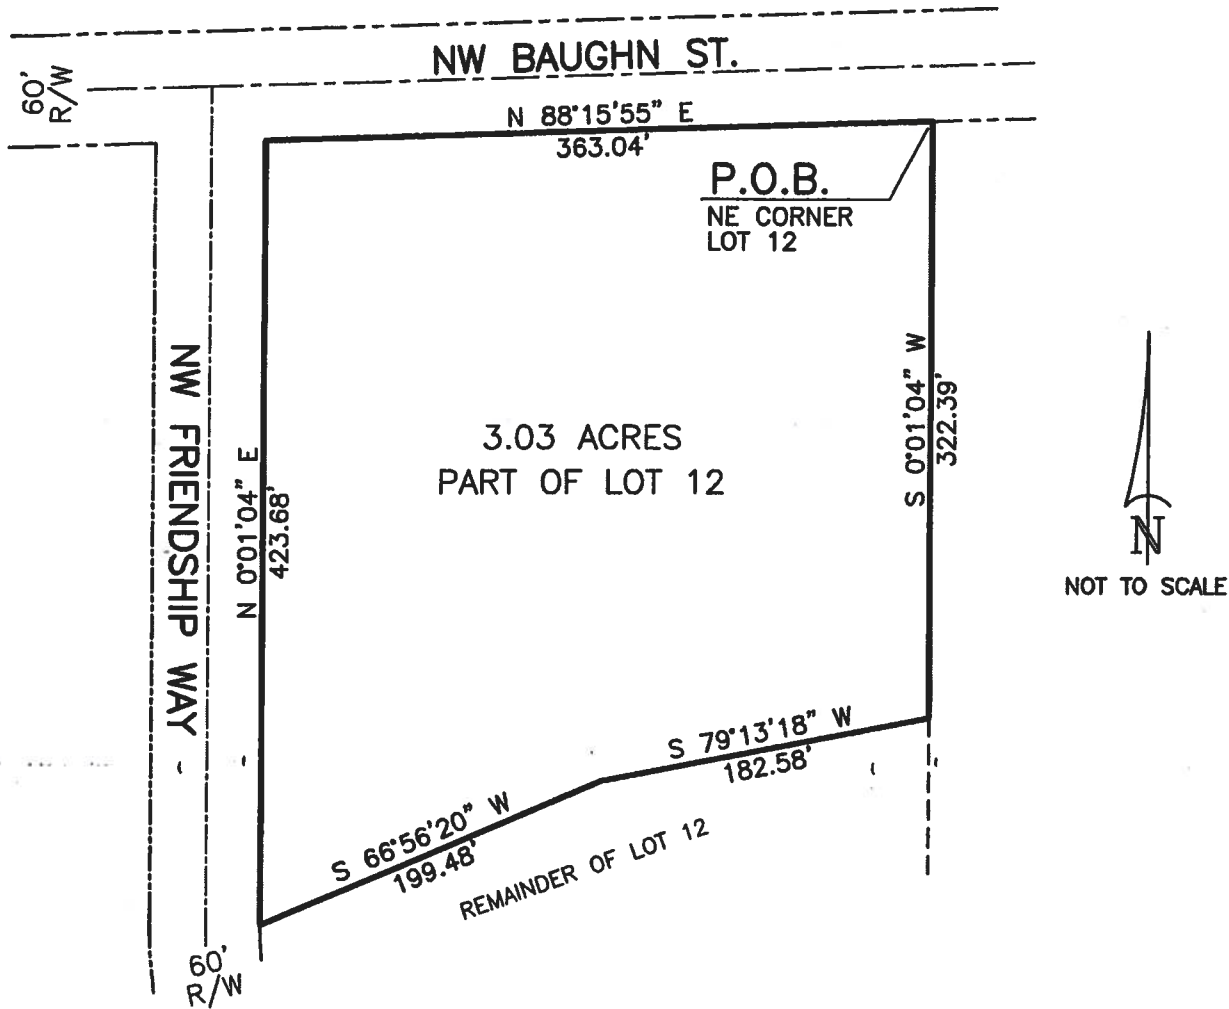 NW BAUGHN ST.
60'
R/W
N 88°15'55" E
363.04'
P.O.B.
NE CORNER
LOT 12
NW FRIENDSHIP WAY
N 0°01'04" E
423.68'
3.03 ACRES
PART OF LOT 12
S 0°01'04" W
322.39'
N
NOT TO SCALE
S 79°13'18" W
182.58'
S 66°56'20" W
199.48'
REMAINDER OF LOT 12
60'
R/W